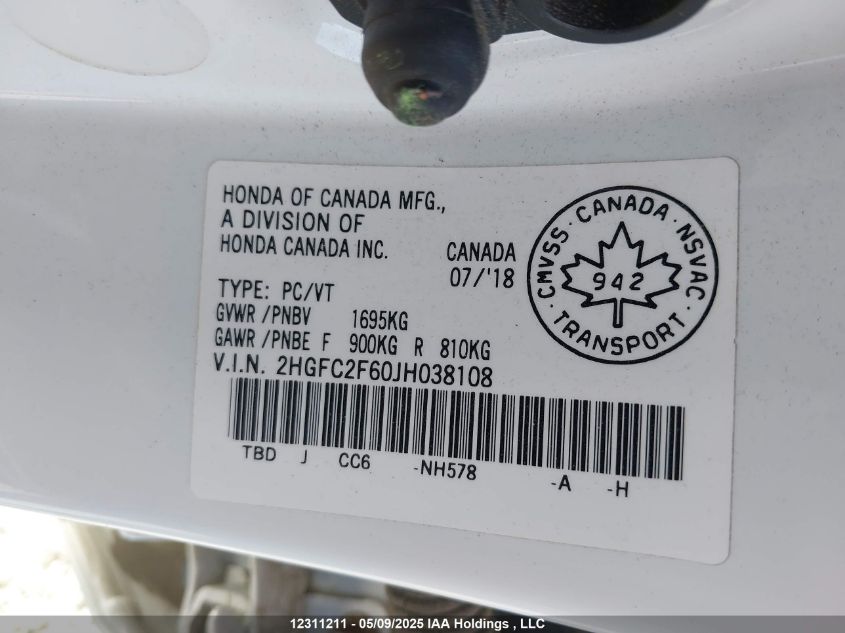 HONDA OF CANADA MFG.,
A DIVISION OF
HONDA CANADA INC.
CANADA
07/'18
TYPE: PC/VT
GVWR /PNBV 1695KG
GAWR /PNBE F 900KG R 810KG
V.I.N. 2HGFC2F60JH038108
TBD J CC6 -NH578 -A -H
CMVSS · CANADA · NSVAC
942
TRANSPORT
12311211 - 05/09/2025 IAA Holdings , LLC